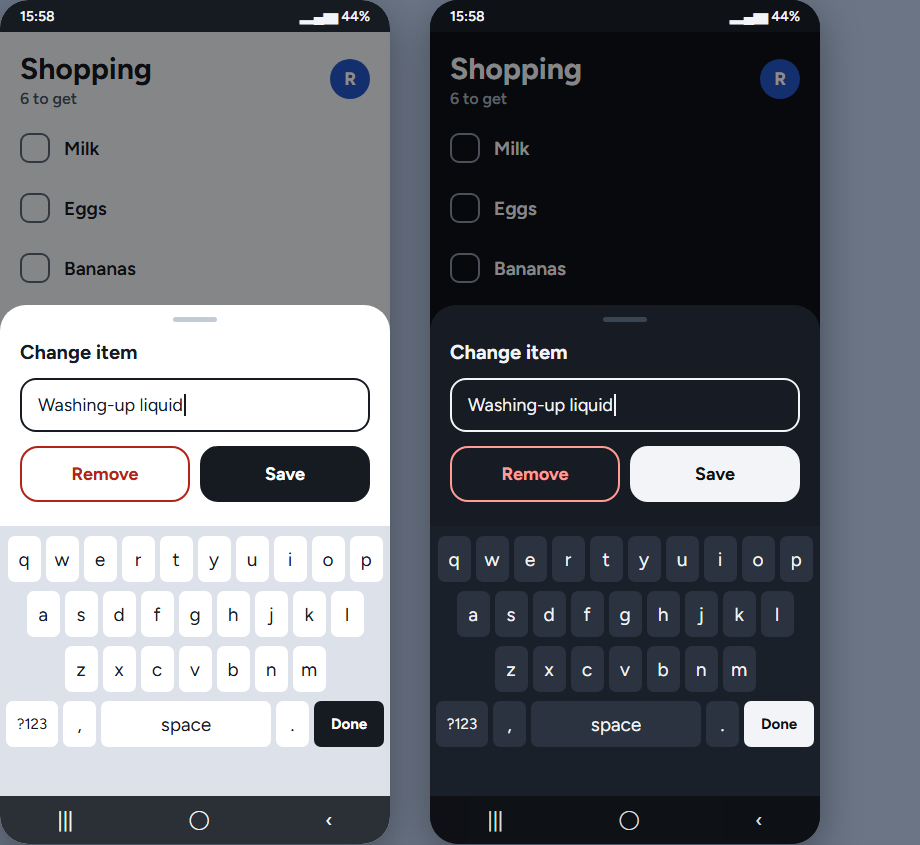 15:58 44%
Shopping
R
6 to get
Milk
Eggs
Bananas
Change item
Washing-up liquid
Remove Save
q w e r t y u i o p
a s d f g h j k l
z x c v b n m
?123 , space . Done
15:58 44%
Shopping
R
6 to get
Milk
Eggs
Bananas
Change item
Washing-up liquid
Remove Save
q w e r t y u i o p
a s d f g h j k l
z x c v b n m
?123 , space . Done